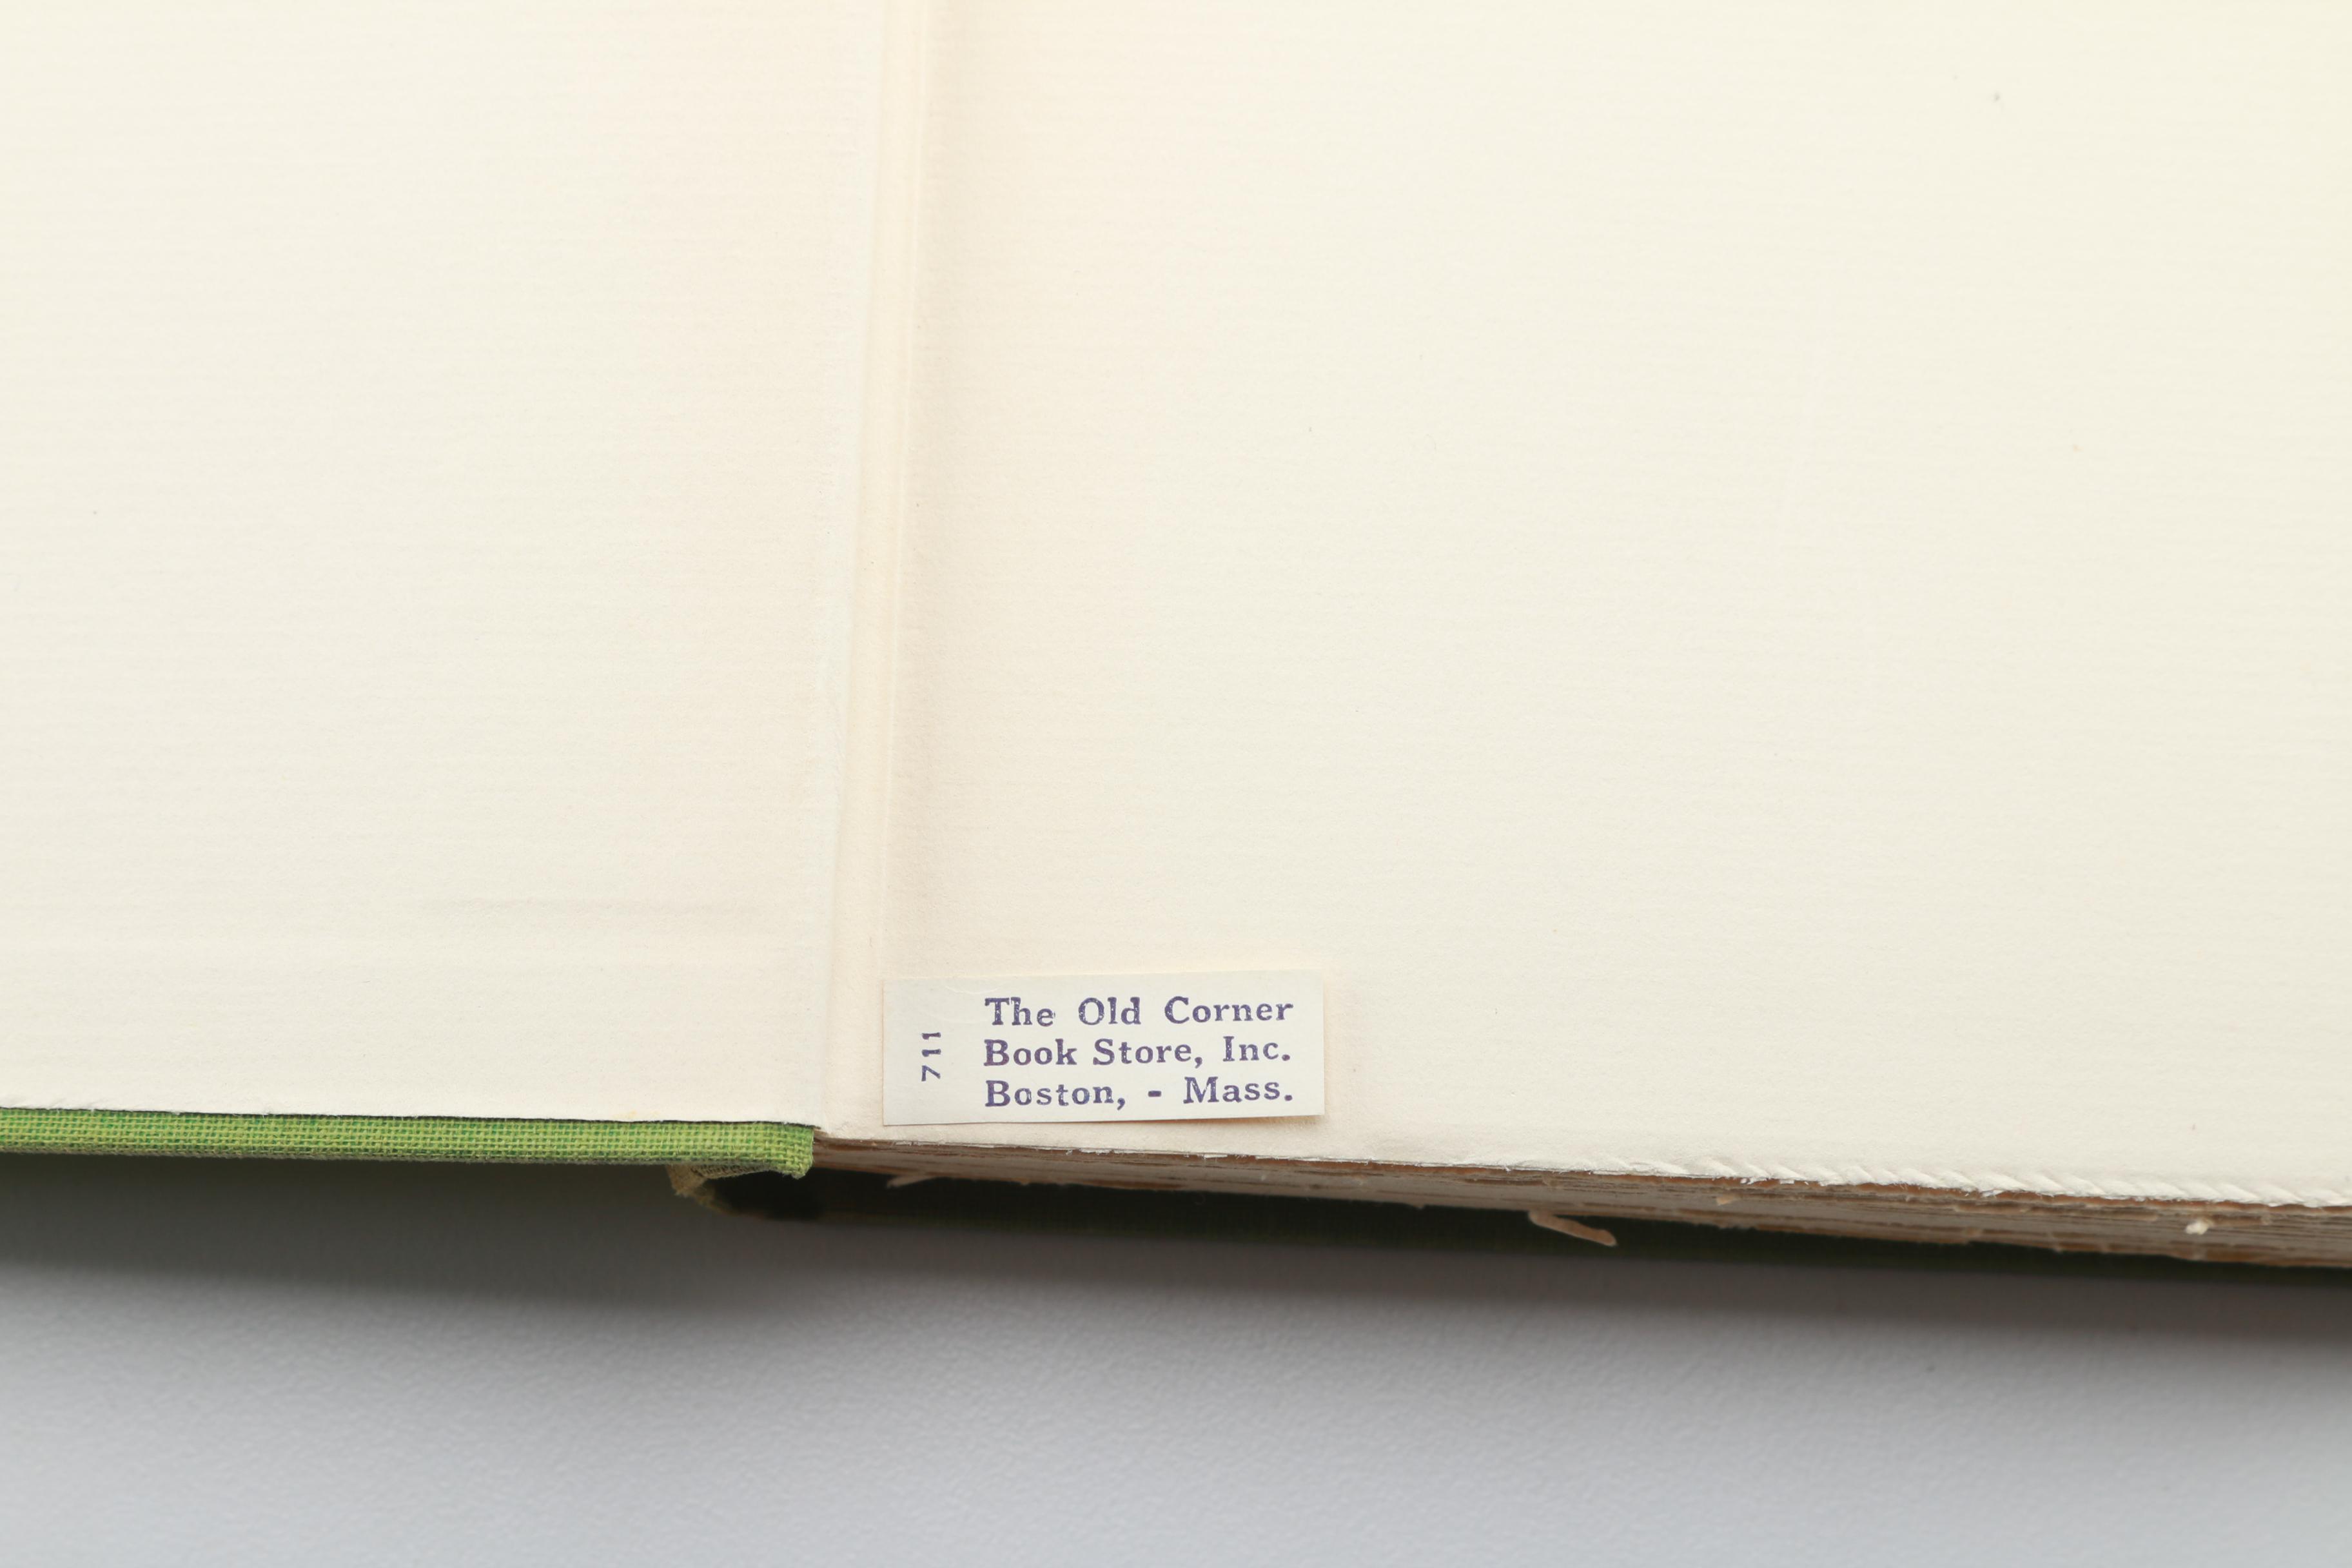 711
The Old Corner
Book Store, Inc.
Boston, - Mass.